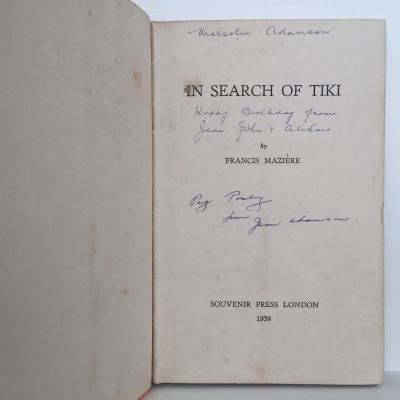 Malcolm Adamson
IN SEARCH OF TIKI
Happy Birthday from
Jean, John &
by
FRANCIS MAZIÈRE
Peg
from Jean Adamson.
SOUVENIR PRESS LONDON
1959